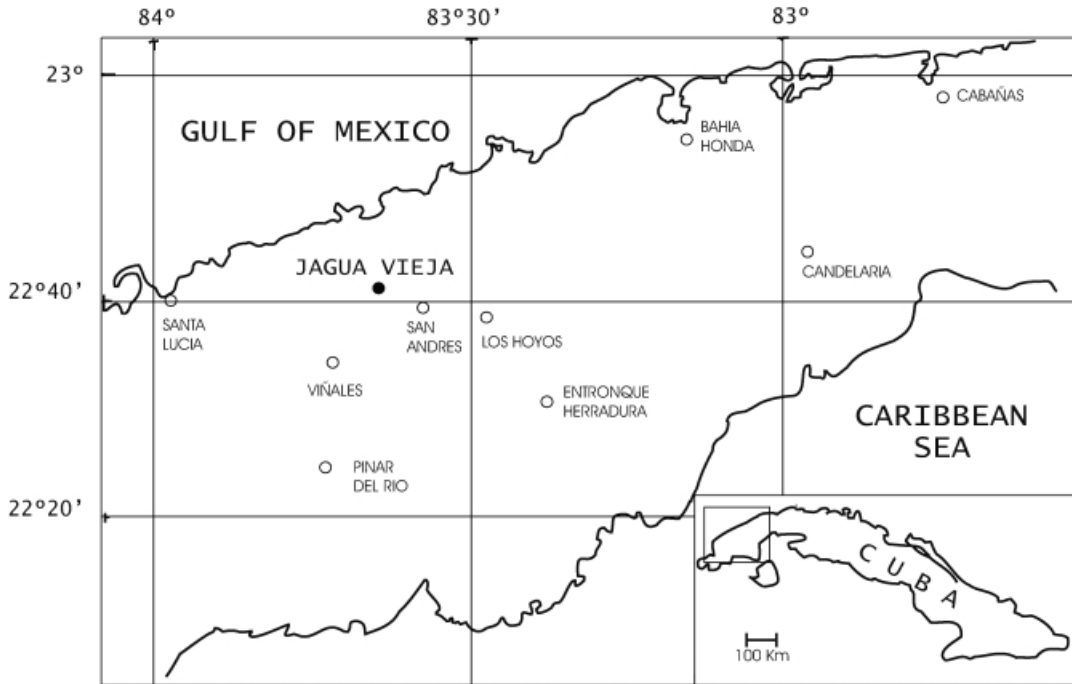 84º
83º30’
83º
23º
CABAÑAS
GULF OF MEXICO
BAHIA
HONDA
JAGUA VIEJA
CANDELARIA
22º40’
SANTA
LUCIA
SAN
ANDRES
LOS HOYOS
VIÑALES
ENTRONQUE
HERRADURA
CARIBBEAN
SEA
PINAR
DEL RIO
22º20’
CUBA
100 Km